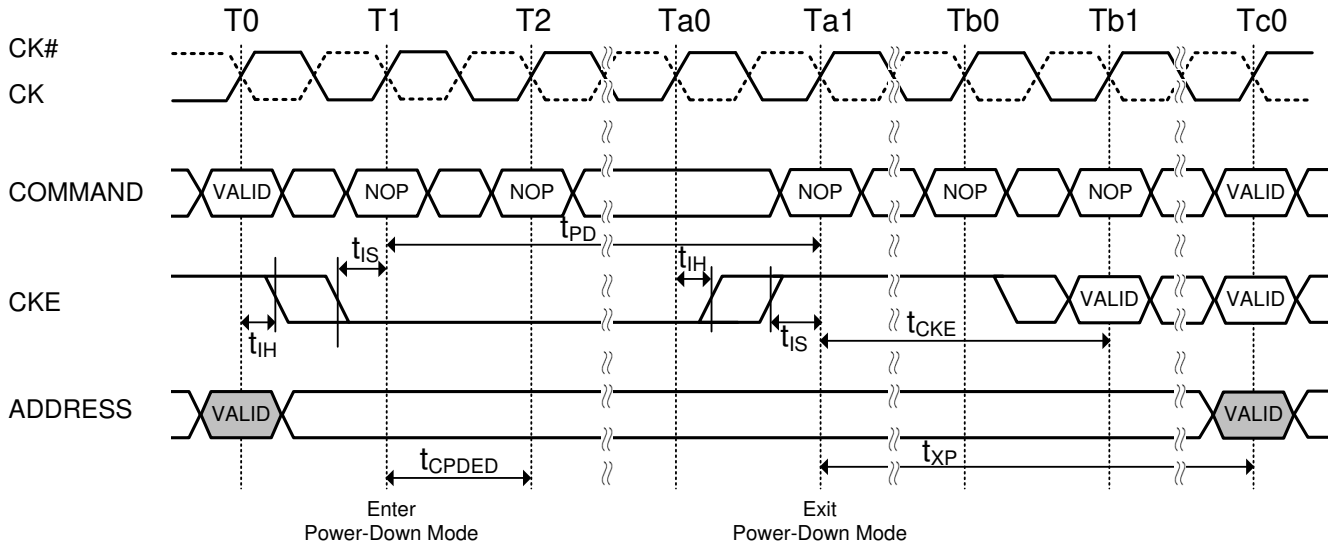 T0 T1 T2 Ta0 Ta1 Tb0 Tb1 Tc0
CK#
CK
COMMAND VALID NOP NOP NOP NOP NOP VALID
tPD
tIS tIH
CKE VALID VALID
tIH tIS tCKE
ADDRESS VALID VALID
tCPDED tXP
Enter
Power-Down Mode
Exit
Power-Down Mode